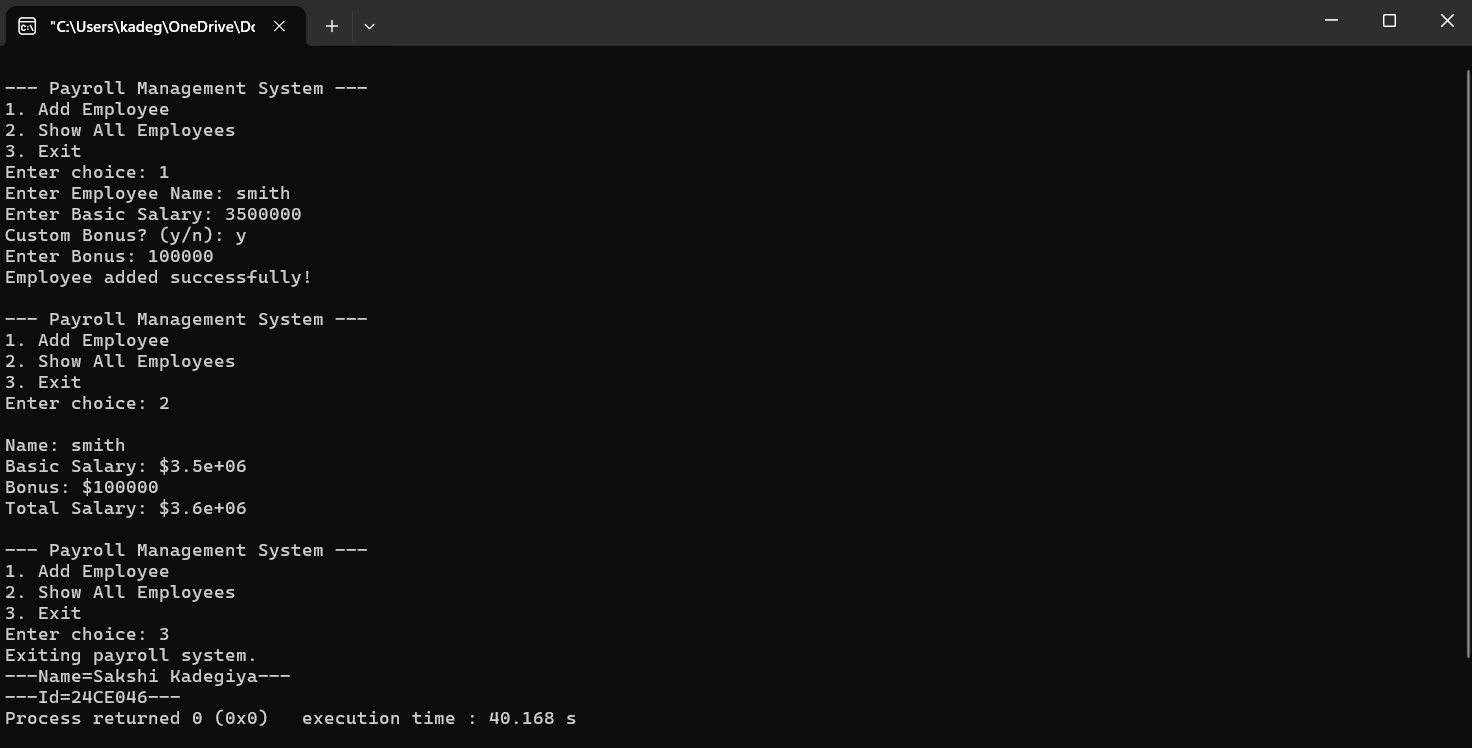 "C:\Users\kadeg\OneDrive\Do
--- Payroll Management System ---
1. Add Employee
2. Show All Employees
3. Exit
Enter choice: 1
Enter Employee Name: smith
Enter Basic Salary: 3500000
Custom Bonus? (y/n): y
Enter Bonus: 100000
Employee added successfully!
--- Payroll Management System ---
1. Add Employee
2. Show All Employees
3. Exit
Enter choice: 2
Name: smith
Basic Salary: $3.5e+06
Bonus: $100000
Total Salary: $3.6e+06
--- Payroll Management System ---
1. Add Employee
2. Show All Employees
3. Exit
Enter choice: 3
Exiting payroll system.
---Name=Sakshi Kadegiya---
---Id=24CE046---
Process returned 0 (0x0)   execution time : 40.168 s